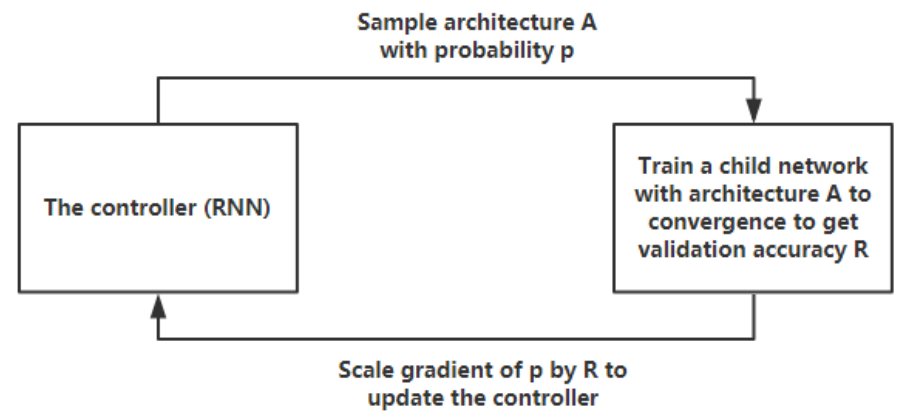 Sample architecture A
with probability p
The controller (RNN)
Train a child network
with architecture A to
convergence to get
validation accuracy R
Scale gradient of p by R to
update the controller